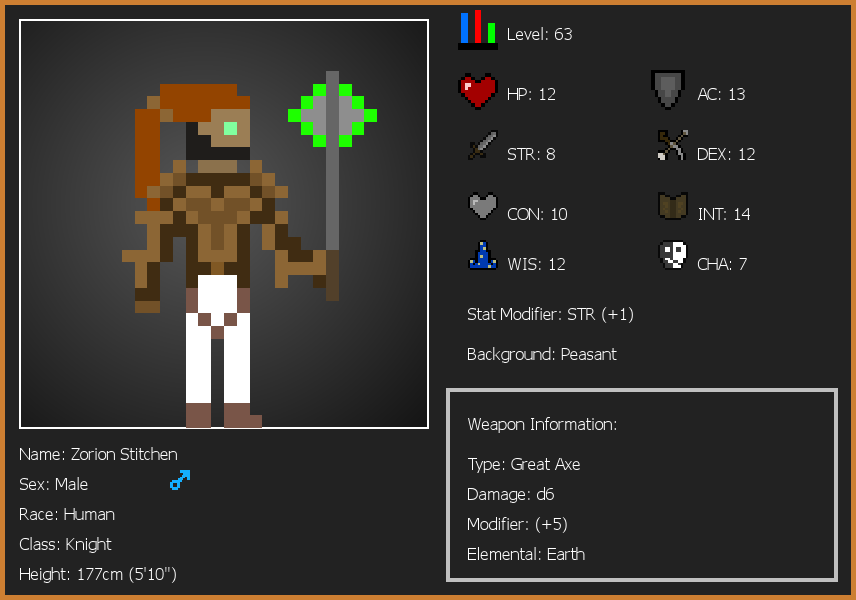 Level: 63
HP: 12
AC: 13
STR: 8
DEX: 12
CON: 10
INT: 14
WIS: 12
CHA: 7
Stat Modifier: STR (+1)
Background: Peasant
Weapon Information:
Type: Great Axe
Damage: d6
Modifier: (+5)
Elemental: Earth
Name: Zorion Stitchen
Sex: Male
Race: Human
Class: Knight
Height: 177cm (5'10")